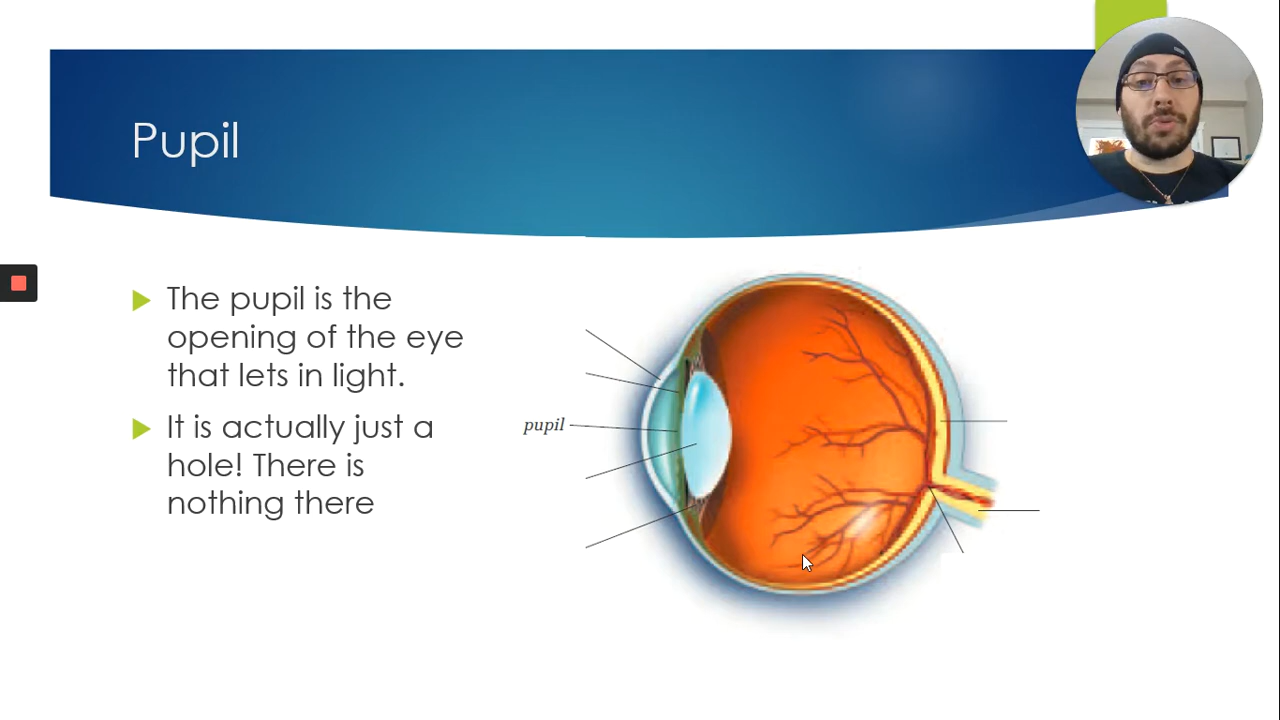 Pupil
The pupil is the
opening of the eye
that lets in light.
It is actually just a
hole! There is
nothing there
pupil